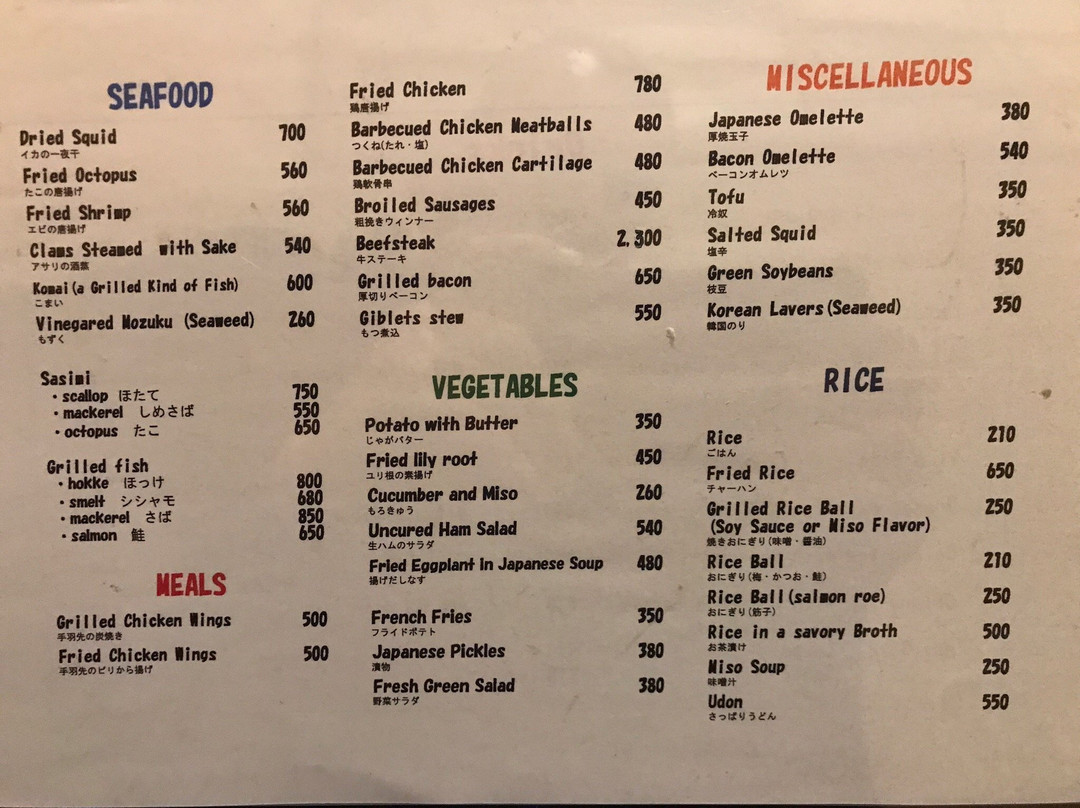 SEAFOOD
Dried Squid 700
イカの一夜干
Fried Octopus 560
たこの唐揚げ
Fried Shrimp 560
エビの唐揚げ
Clams Steamed with Sake 540
アサリの酒蒸
Komai(a Grilled Kind of Fish) 600
こまい
Vinegared Mozuku (Seaweed) 260
もずく
Sasimi
・scallop ほたて 750
・mackerel しめさば 550
・octopus たこ 650
Grilled fish
・hokke ほっけ 800
・smelt シシャモ 680
・mackerel さば 850
・salmon 鮭 650
MEALS
Grilled Chicken Wings 500
手羽先の炭焼き
Fried Chicken Wings 500
手羽先のピリから揚げ
Fried Chicken 780
鶏唐揚げ
Barbecued Chicken Meatballs 480
つくね(たれ・塩)
Barbecued Chicken Cartilage 480
鶏軟骨串
Broiled Sausages 450
粗挽きウィンナー
Beefsteak 2,300
牛ステーキ
Grilled bacon 650
厚切りベーコン
Giblets stew 550
もつ煮込
VEGETABLES
Potato with Butter 350
じゃがバター
Fried lily root 450
ユリ根の素揚げ
Cucumber and Miso 260
もろきゅう
Uncured Ham Salad 540
生ハムのサラダ
Fried Eggplant In Japanese Soup 480
揚げだしなす
French Fries 350
フライドポテト
Japanese Pickles 380
漬物
Fresh Green Salad 380
野菜サラダ
MISCELLANEOUS
Japanese Omelette 380
厚焼玉子
Bacon Omelette 540
ベーコンオムレツ
Tofu 350
冷奴
Salted Squid 350
塩辛
Green Soybeans 350
枝豆
Korean Lavers(Seaweed) 350
韓国のり
RICE
Rice 210
ごはん
Fried Rice 650
チャーハン
Grilled Rice Ball 250
(Soy Sauce or Miso Flavor)
焼きおにぎり(味噌・醤油)
Rice Ball 210
おにぎり(梅・かつお・鮭)
Rice Ball(salmon roe) 250
おにぎり(筋子)
Rice in a savory Broth 500
お茶漬け
Miso Soup 250
味噌汁
Udon 550
さっぱりうどん